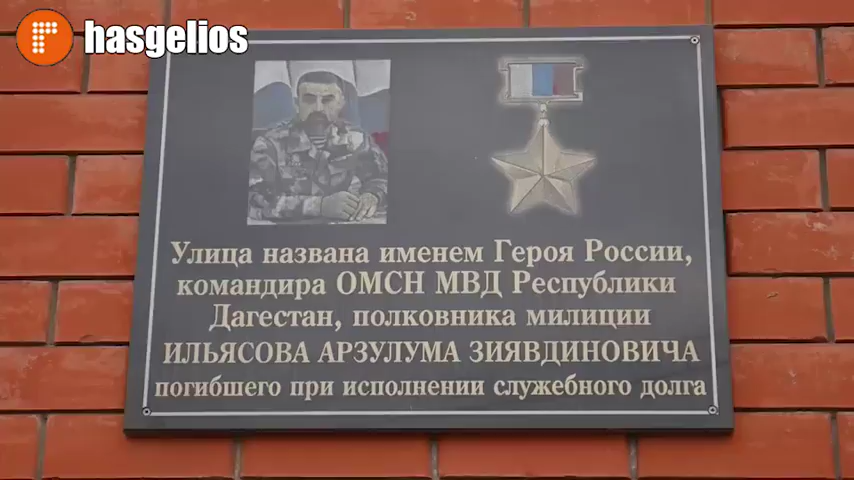 hasgelios
Улица названа именем Героя России,
командира ОМСН МВД Республики
Дагестан, полковника милиции
ИЛЬЯСОВА АРЗУЛУМА ЗИЯВДИНОВИЧА
погибшего при исполнении служебного долга